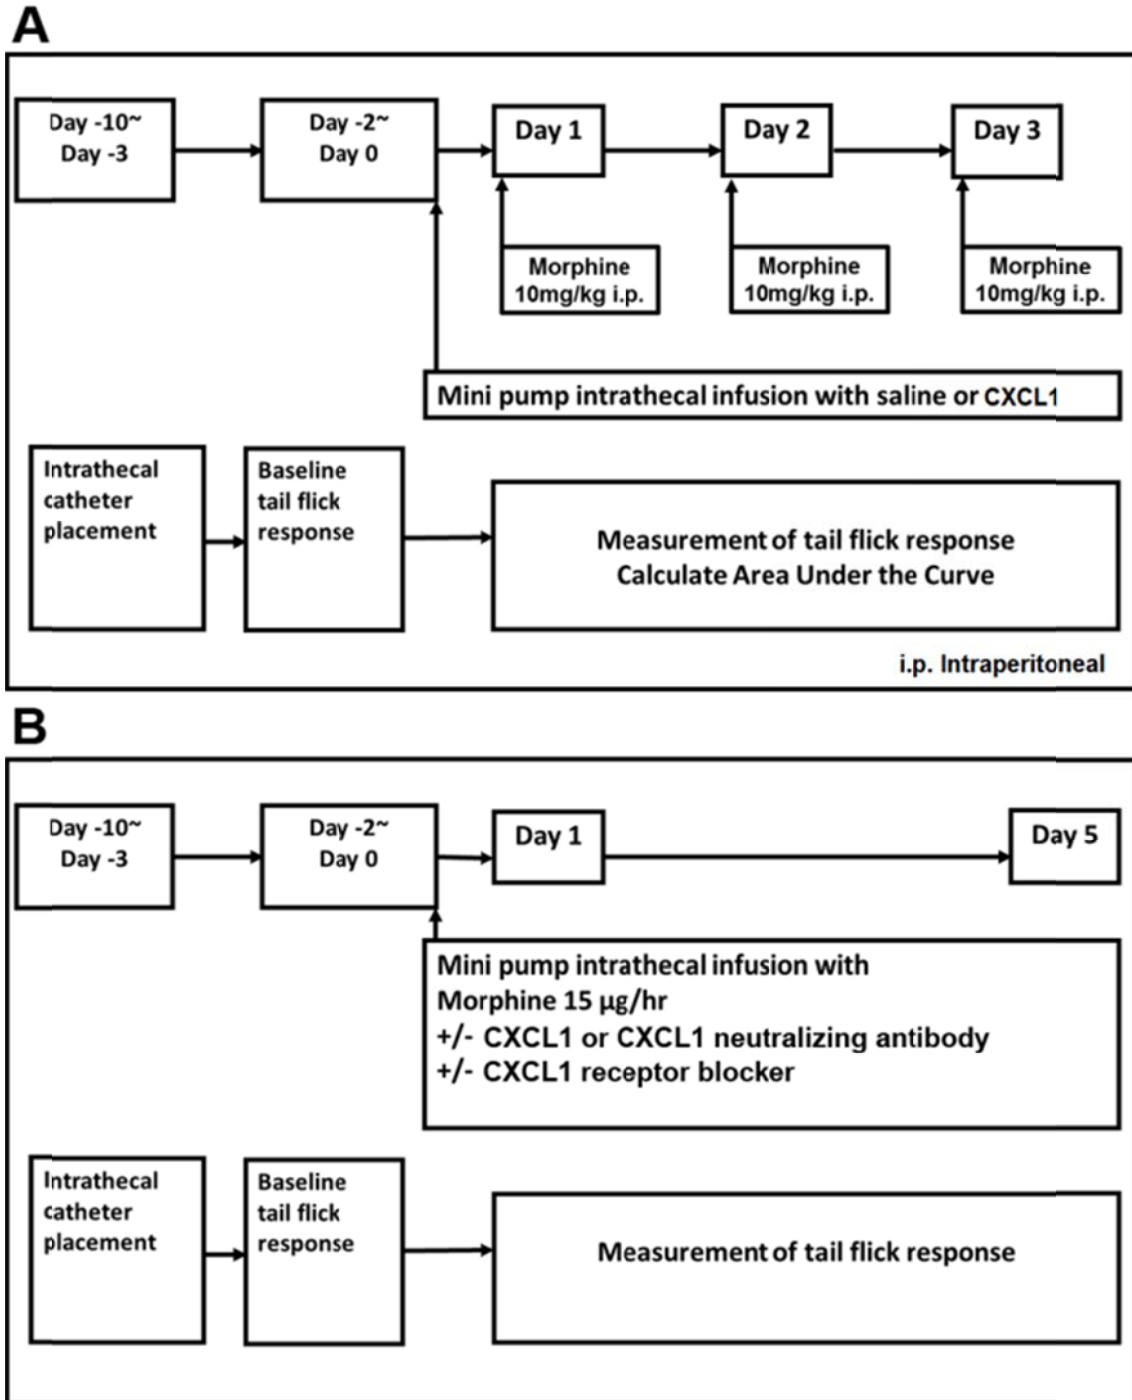 A
Day -10~
Day -3
Day -2~
Day 0
Day 1
Day 2
Day 3
Morphine
10mg/kg i.p.
Morphine
10mg/kg i.p.
Morphine
10mg/kg i.p.
Mini pump intrathecal infusion with saline or CXCL1
Intrathecal
catheter
placement
Baseline
tail flick
response
Measurement of tail flick response
Calculate Area Under the Curve
i.p. Intraperitoneal
B
Day -10~
Day -3
Day -2~
Day 0
Day 1
Day 5
Mini pump intrathecal infusion with
Morphine 15 µg/hr
+/- CXCL1 or CXCL1 neutralizing antibody
+/- CXCL1 receptor blocker
Intrathecal
catheter
placement
Baseline
tail flick
response
Measurement of tail flick response